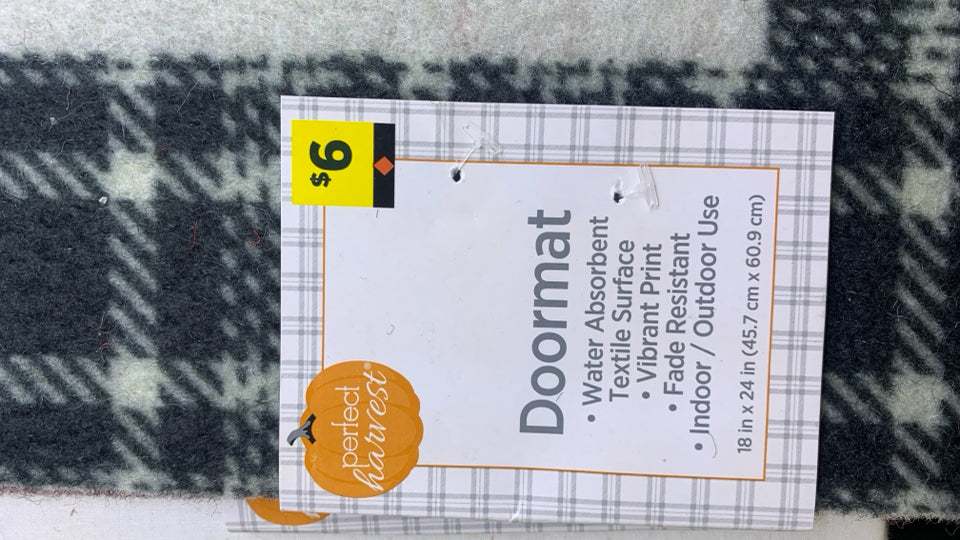 perfect
harvest®
$6
Doormat
• Water Absorbent
Textile Surface
• Vibrant Print
• Fade Resistant
• Indoor / Outdoor Use
18 in x 24 in (45.7 cm x 60.9 cm)